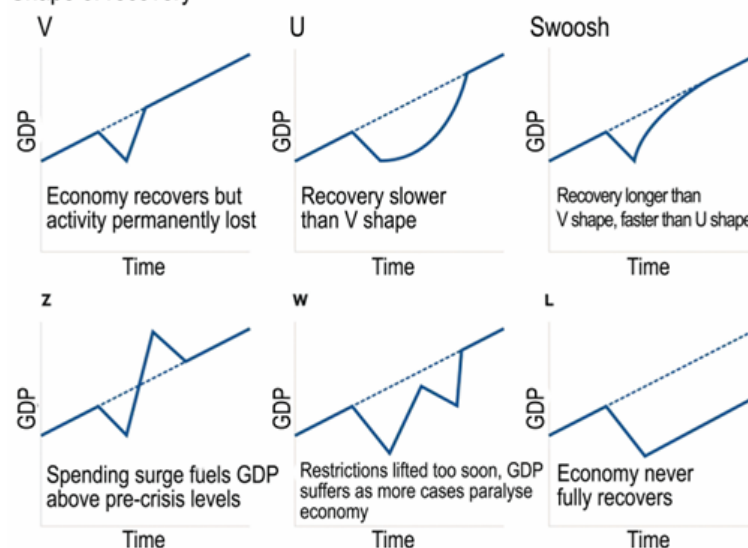 V
U
Swoosh
GDP
GDP
GDP
Economy recovers but
activity permanently lost
Recovery slower
than V shape
Recovery longer than
V shape, faster than U shape
Time
Time
Time
Z
W
L
GDP
GDP
GDP
Spending surge fuels GDP
above pre-crisis levels
Restrictions lifted too soon, GDP
suffers as more cases paralyse
economy
Economy never
fully recovers
Time
Time
Time